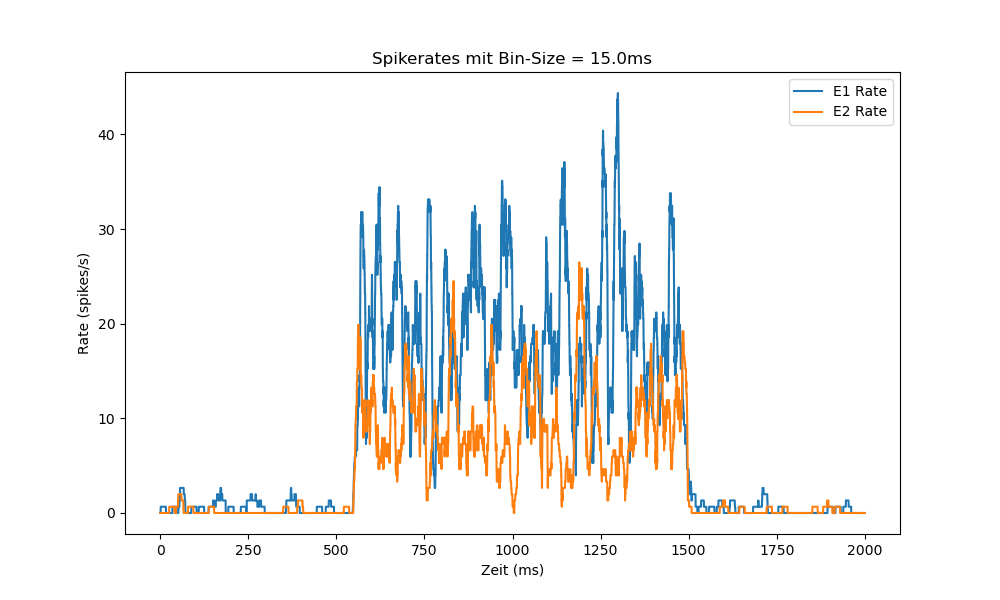 Spikerates mit Bin-Size = 15.0ms
E1 Rate
E2 Rate
Rate (spikes/s)
40
30
20
10
0
0 250 500 750 1000 1250 1500 1750 2000
Zeit (ms)